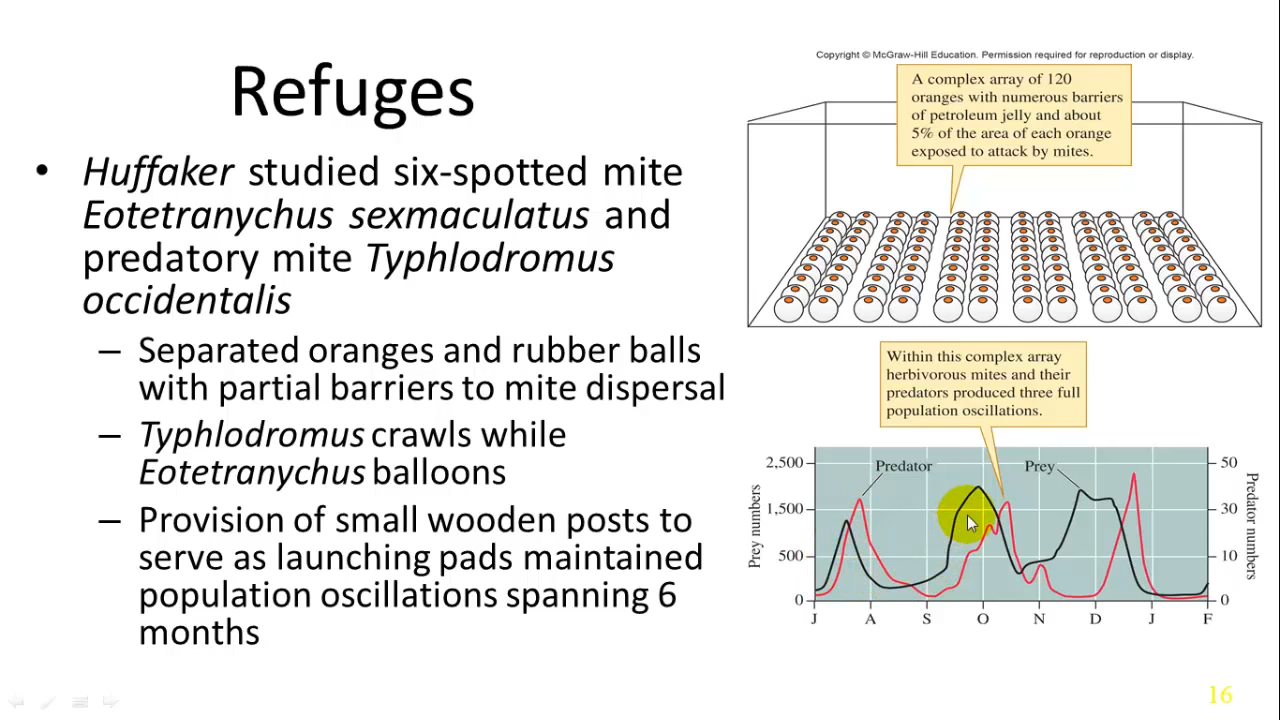 Refuges
• Huffaker studied six-spotted mite
Eotetranychus sexmaculatus and
predatory mite Typhlodromus
occidentalis
– Separated oranges and rubber balls
with partial barriers to mite dispersal
– Typhlodromus crawls while
Eotetranychus balloons
– Provision of small wooden posts to
serve as launching pads maintained
population oscillations spanning 6
months
Copyright © McGraw-Hill Education. Permission required for reproduction or display.
A complex array of 120
oranges with numerous barriers
of petroleum jelly and about
5% of the area of each orange
exposed to attack by mites.
Within this complex array
herbivorous mites and their
predators produced three full
population oscillations.
Predator
Prey
Prey numbers
2,500
1,500
500
0
50
30
10
0
Predator numbers
J A S O N D J F
16